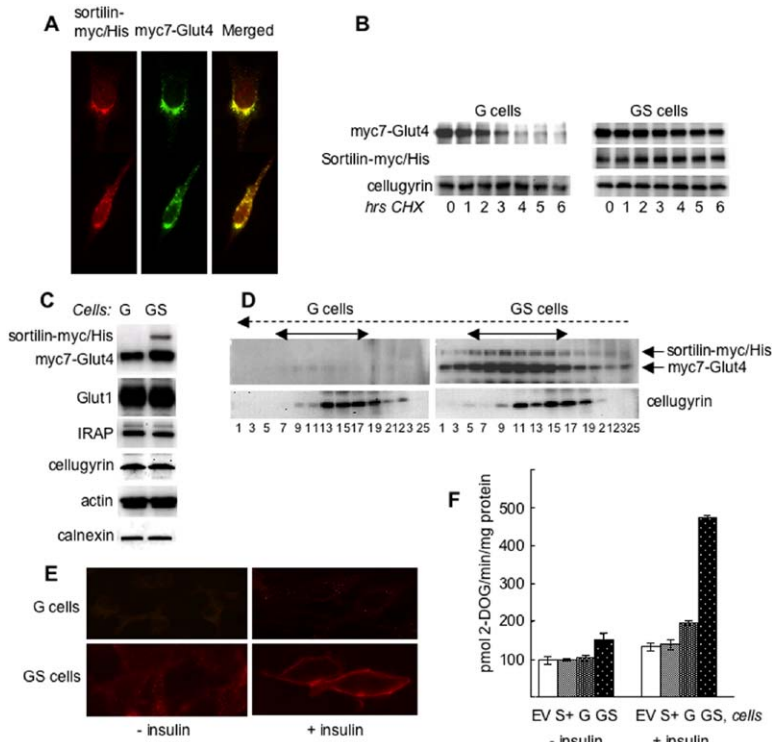 A
sortilin-
myc/His myc7-Glut4 Merged
B
G cells GS cells
myc7-Glut4
Sortilin-myc/His
cellugyrin
hrs CHX 0 1 2 3 4 5 6 0 1 2 3 4 5 6
C
Cells: G GS
sortilin-myc/His
myc7-Glut4
Glut1
IRAP
cellugyrin
actin
calnexin
D
G cells GS cells
sortilin-myc/His
myc7-Glut4
cellugyrin
1 3 5 7 9 11 13 15 17 19 21 23 25 1 3 5 7 9 11 13 15 17 19 21 23 25
E
G cells
GS cells
- insulin + insulin
F
pmol 2-DOG/min/mg protein
500
400
300
200
100
EV S+ G GS EV S+ G GS, cells
- insulin + insulin